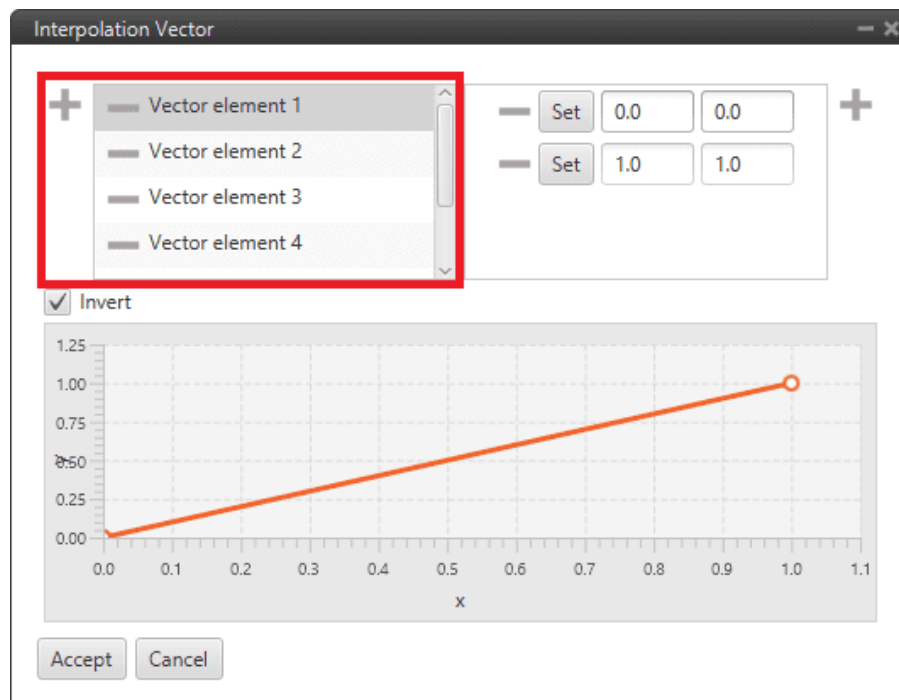 Interpolation Vector
Vector element 1
Vector element 2
Vector element 3
Vector element 4
Set 0.0 0.0
Set 1.0 1.0
Invert
1.25
1.00
0.75
0.50
0.25
0.00
y
0.0 0.1 0.2 0.3 0.4 0.5 0.6 0.7 0.8 0.9 1.0 1.1
x
Accept Cancel